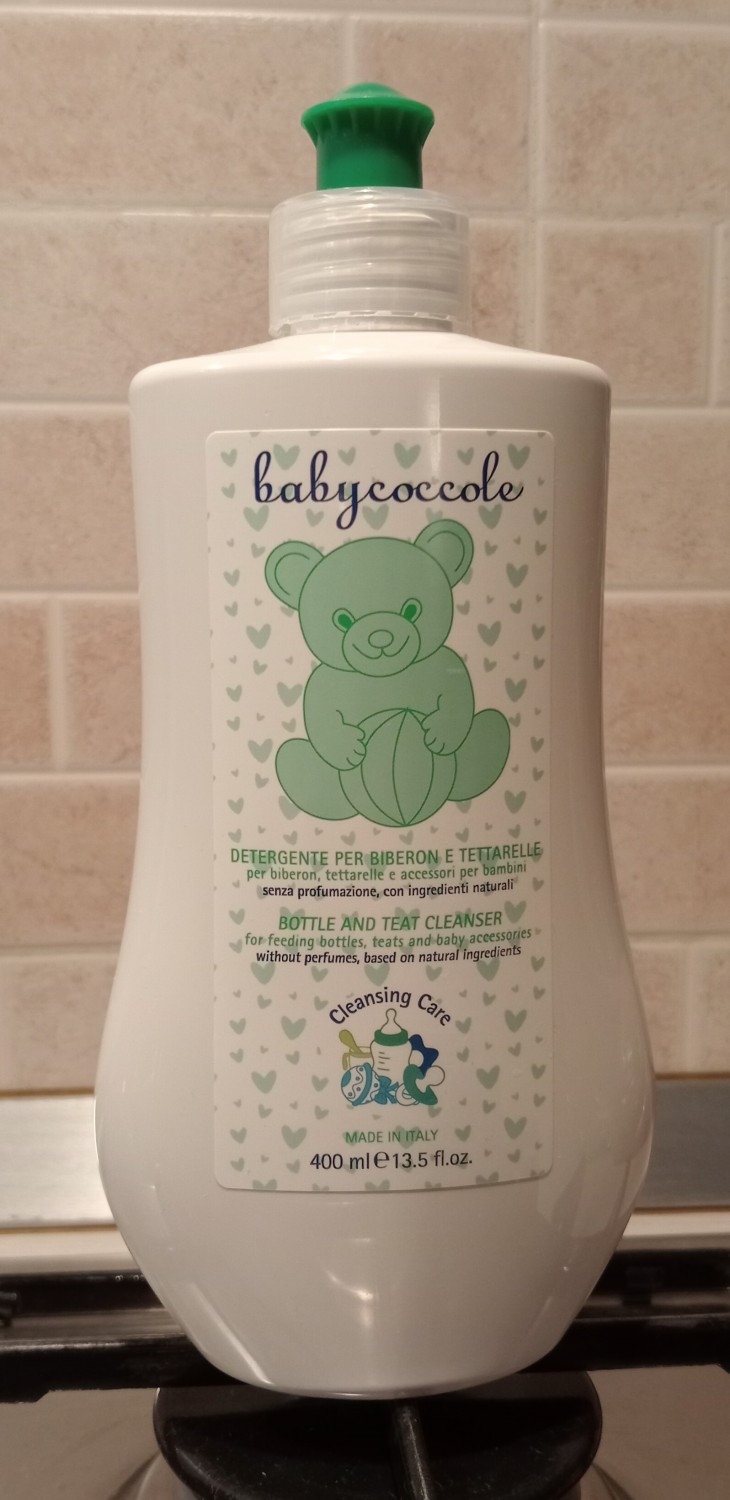 babycoccole
DETERGENTE PER BIBERON E TETTARELLE
per biberon, tettarelle e accessori per bambini
senza profumazione, con ingredienti naturali
BOTTLE AND TEAT CLEANSER
for feeding bottles, teats and baby accessories
without perfumes, based on natural ingredients
Cleansing Care
MADE IN ITALY
400 ml ℮ 13.5 fl.oz.